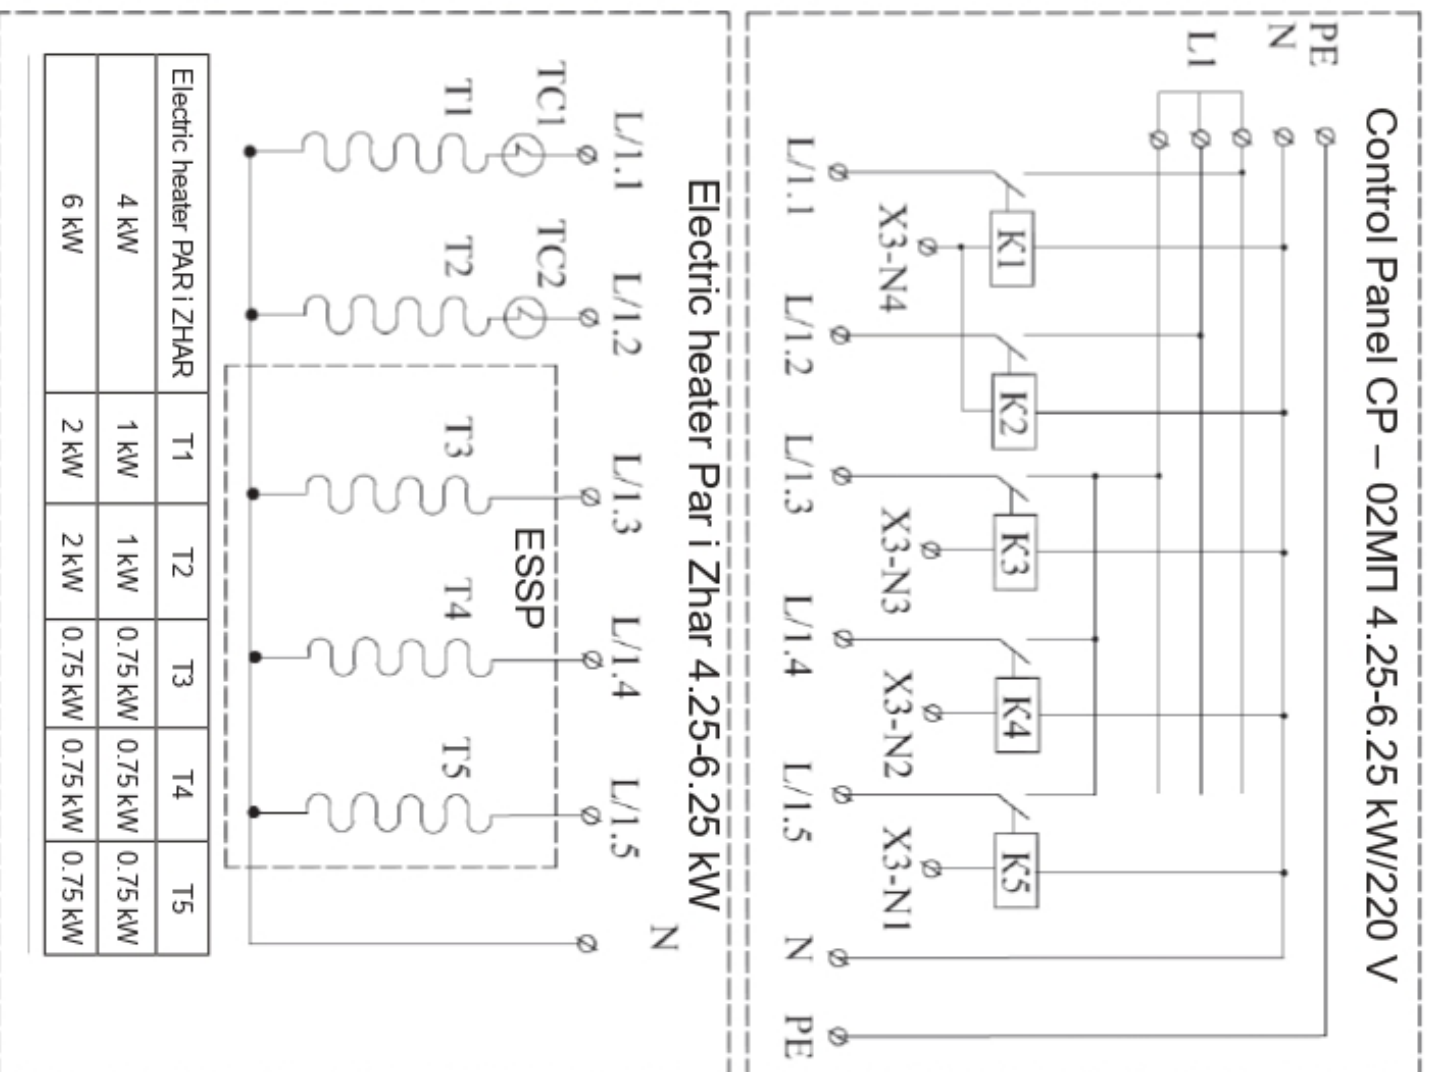 Control Panel CP – 02МП 4.25-6.25 kW/220 V
PE
N
L1
K1
K2
K3
K4
K5
X3-N4
X3-N3
X3-N2
X3-N1
L/1.1
L/1.2
L/1.3
L/1.4
L/1.5
N
PE
Electric heater Par i Zhar 4.25-6.25 kW
L/1.1
L/1.2
L/1.3
L/1.4
L/1.5
N
TC1
TC2
ESSP
T1
T2
T3
T4
T5
Electric heater PAR i ZHAR T1 T2 T3 T4 T5
4 kW 1 kW 1 kW 0.75 kW 0.75 kW 0.75 kW
6 kW 2 kW 2 kW 0.75 kW 0.75 kW 0.75 kW